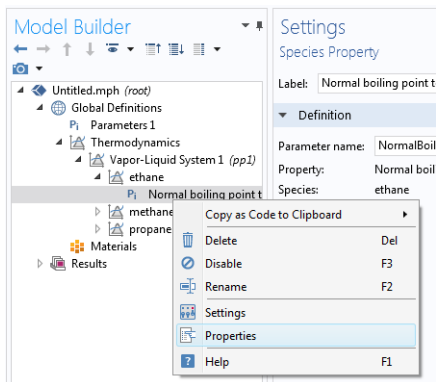 Model Builder
Untitled.mph (root)
Global Definitions
Pi Parameters 1
Thermodynamics
Vapor-Liquid System 1 (pp1)
ethane
Pi Normal boiling point t
methane
propane
Materials
Results
Copy as Code to Clipboard
Delete Del
Disable F3
Rename F2
Settings
Properties
? Help F1
Settings
Species Property
Label: Normal boiling point t
Definition
Parameter name: NormalBoil
Property: Normal boil
Species: ethane